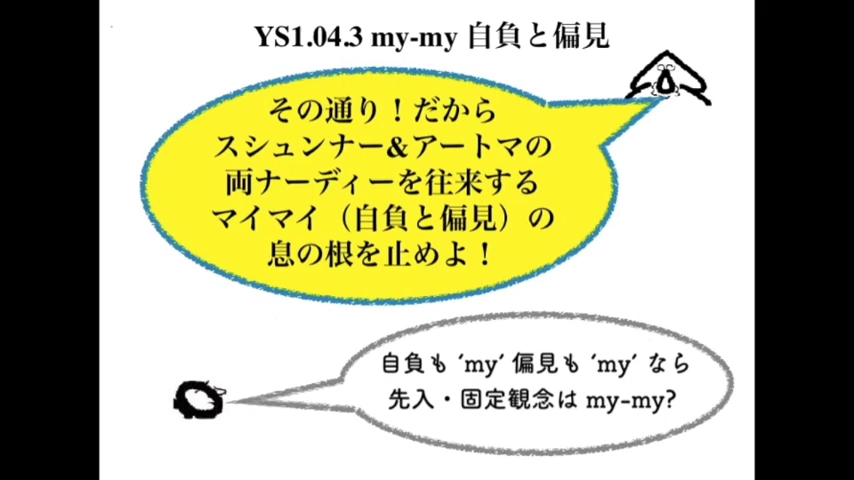 YS1.04.3 my-my 自負と偏見
その通り！だから
スシュンナー&アートマの
両ナーディーを往来する
マイマイ（自負と偏見）の
息の根を止めよ！
自負も ‘my’ 偏見も ‘my’ なら
先入・固定観念は my-my?